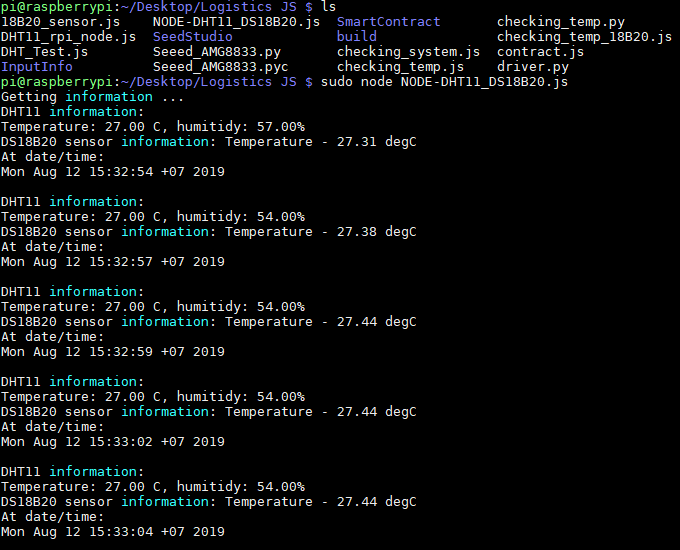 pi@raspberrypi:~/Desktop/Logistics JS $ ls
18B20_sensor.js    NODE-DHT11_DS18B20.js  SmartContract       checking_temp.py
DHT11_rpi_node.js  SeedStudio             build               checking_temp_18B20.js
DHT_Test.js        Seeed_AMG8833.py       checking_system.js  contract.js
InputInfo          Seeed_AMG8833.pyc      checking_temp.js    driver.py
pi@raspberrypi:~/Desktop/Logistics JS $ sudo node NODE-DHT11_DS18B20.js
Getting information ...
DHT11 information:
Temperature: 27.00 C, humitidy: 57.00%
DS18B20 sensor information: Temperature - 27.31 degC
At date/time:
Mon Aug 12 15:32:54 +07 2019

DHT11 information:
Temperature: 27.00 C, humitidy: 54.00%
DS18B20 sensor information: Temperature - 27.38 degC
At date/time:
Mon Aug 12 15:32:57 +07 2019

DHT11 information:
Temperature: 27.00 C, humitidy: 54.00%
DS18B20 sensor information: Temperature - 27.44 degC
At date/time:
Mon Aug 12 15:32:59 +07 2019

DHT11 information:
Temperature: 27.00 C, humitidy: 54.00%
DS18B20 sensor information: Temperature - 27.44 degC
At date/time:
Mon Aug 12 15:33:02 +07 2019

DHT11 information:
Temperature: 27.00 C, humitidy: 54.00%
DS18B20 sensor information: Temperature - 27.44 degC
At date/time:
Mon Aug 12 15:33:04 +07 2019